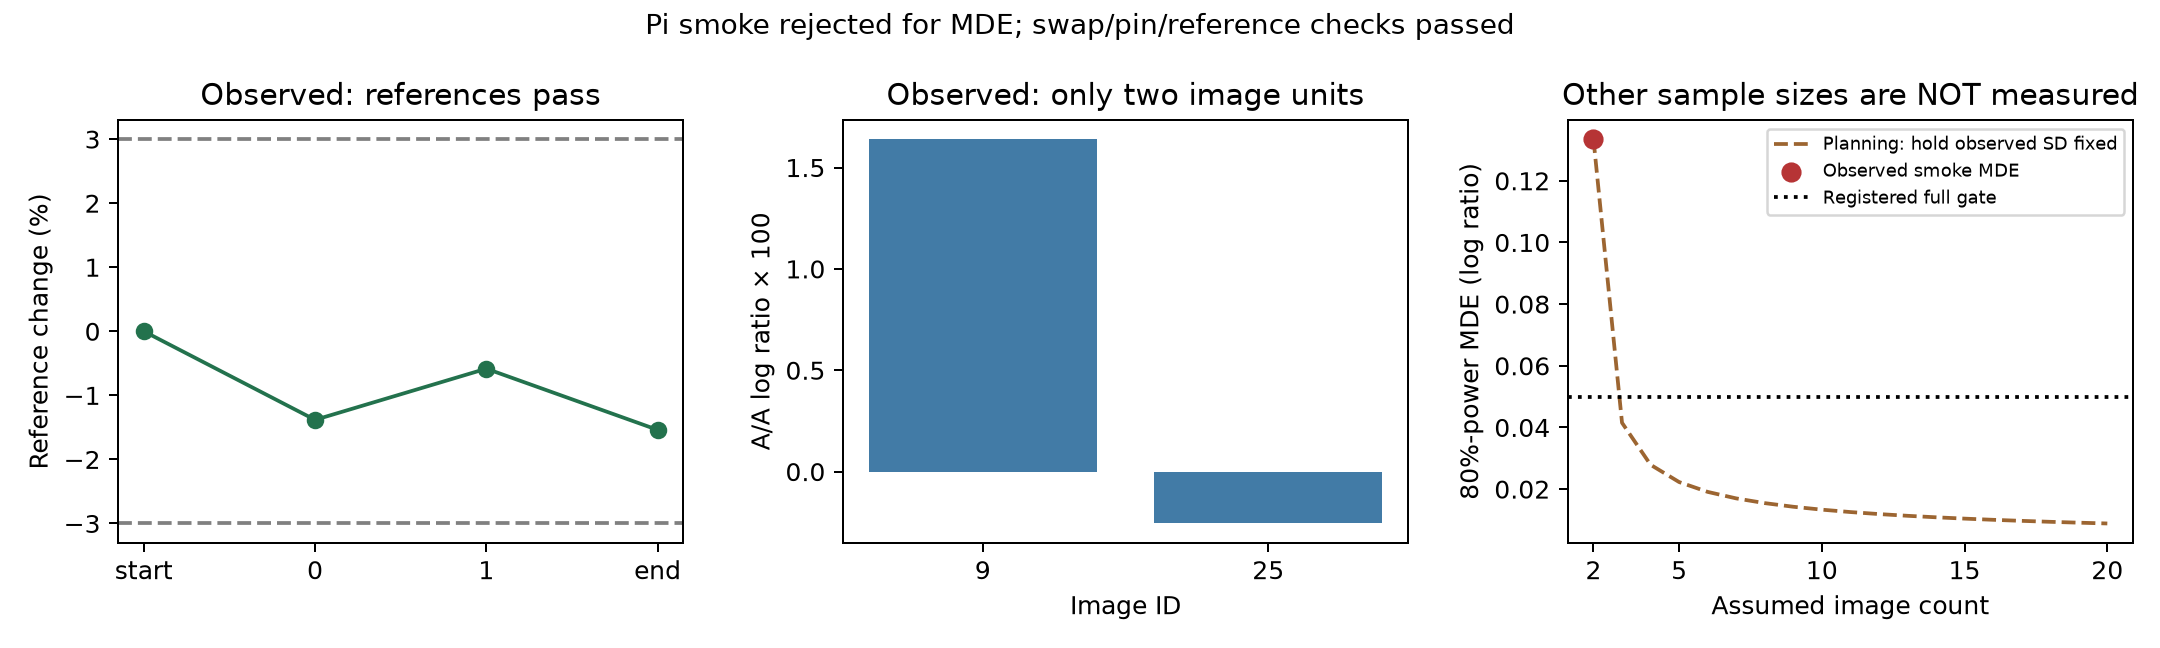 Pi smoke rejected for MDE; swap/pin/reference checks passed
Observed: references pass
Reference change (%)
3
2
1
0
−1
−2
−3
start
0
1
end
Observed: only two image units
A/A log ratio × 100
1.5
1.0
0.5
0.0
9
25
Image ID
Other sample sizes are NOT measured
80%-power MDE (log ratio)
0.12
0.10
0.08
0.06
0.04
0.02
Planning: hold observed SD fixed
Observed smoke MDE
Registered full gate
2
5
10
15
20
Assumed image count